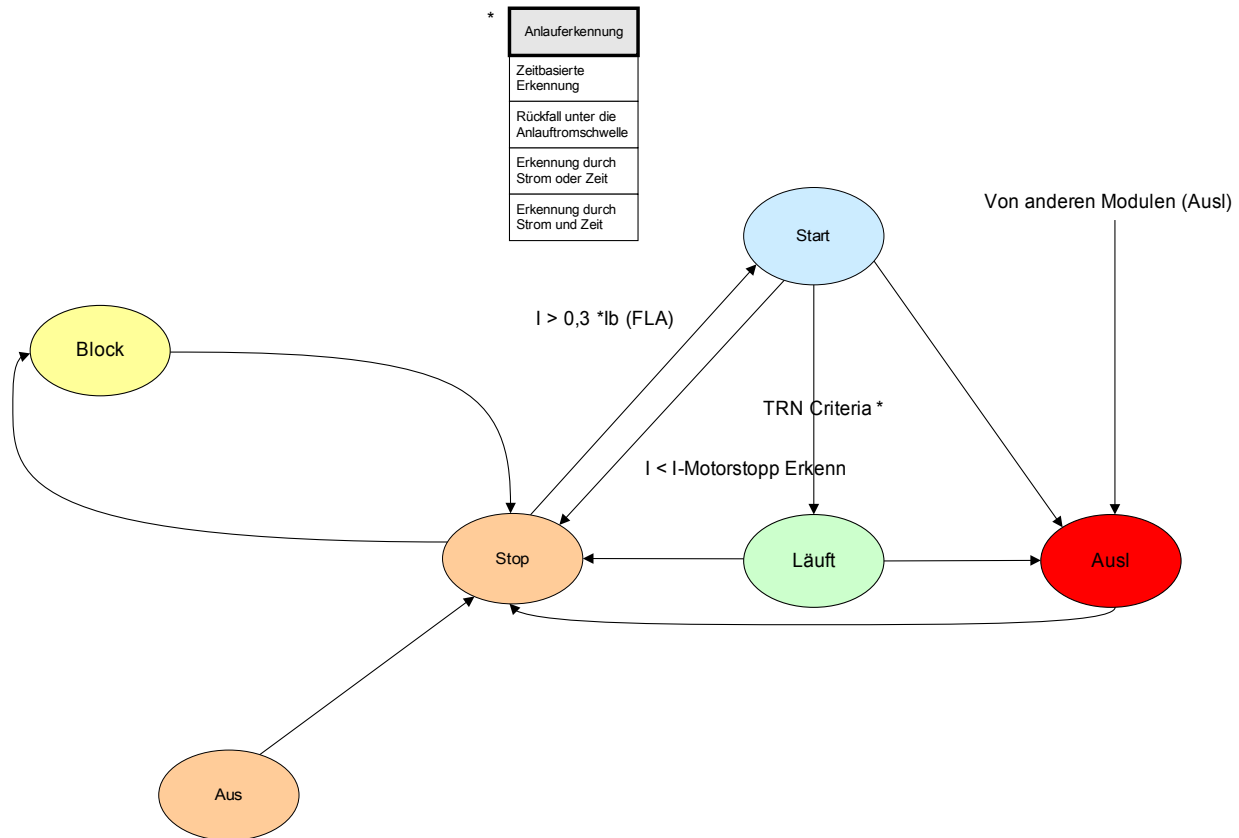 *
Anlauferkennung
Zeitbasierte
Erkennung
Rückfall unter die
Anlauftromschwelle
Erkennung durch
Strom oder Zeit
Erkennung durch
Strom und Zeit
Von anderen Modulen (Ausl)
Start
I > 0,3 *Ib (FLA)
Block
TRN Criteria *
I < I-Motorstopp Erkenn
Stop
Läuft
Ausl
Aus